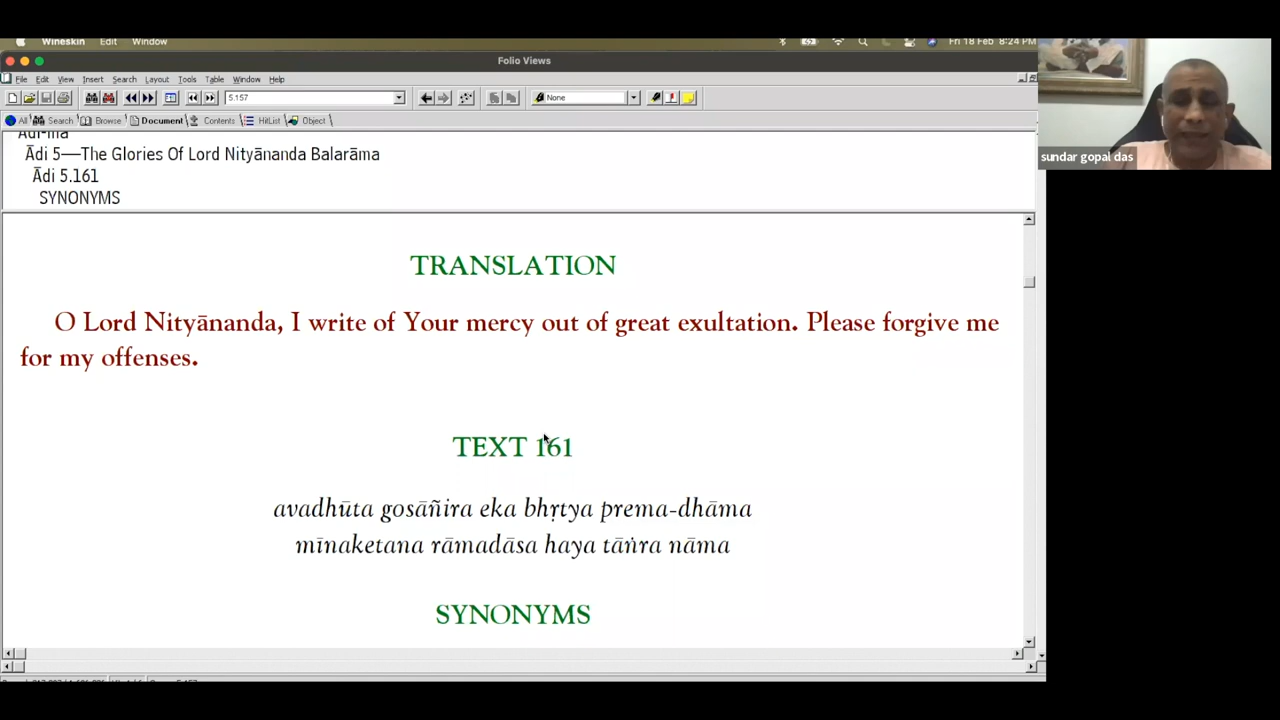 Wineskin Edit Window Fri 18 Feb 8:24 PM
Folio Views
File Edit View Insert Search Layout Tools Table Window Help
5.157 None
All Search Browse Document Contents HitList Object
Ādi 5—The Glories Of Lord Nityānanda Balarāma
Ādi 5.161
SYNONYMS
sundar gopal das
TRANSLATION
O Lord Nityānanda, I write of Your mercy out of great exultation. Please forgive me
for my offenses.
TEXT 161
avadhūta gosāñira eka bhṛtya prema-dhāma
mīnaketana rāmadāsa haya tāṅra nāma
SYNONYMS